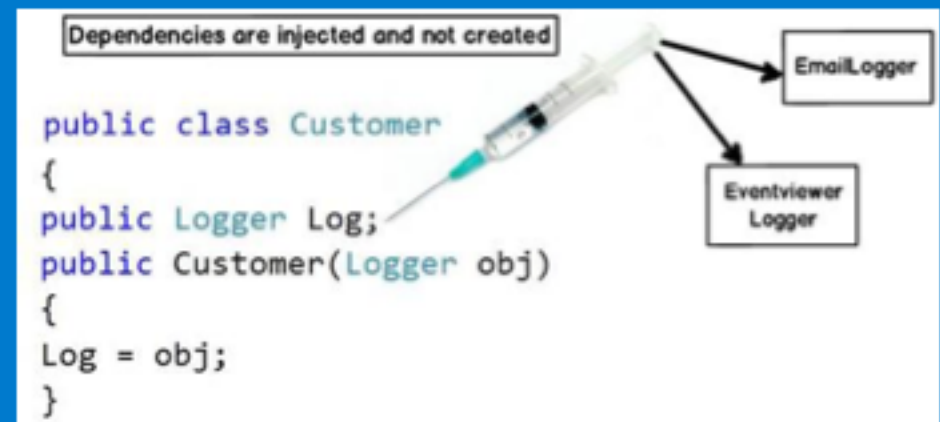 Dependencies are injected and not created
EmailLogger
Eventviewer
Logger
public class Customer
{
public Logger Log;
public Customer(Logger obj)
{
Log = obj;
}